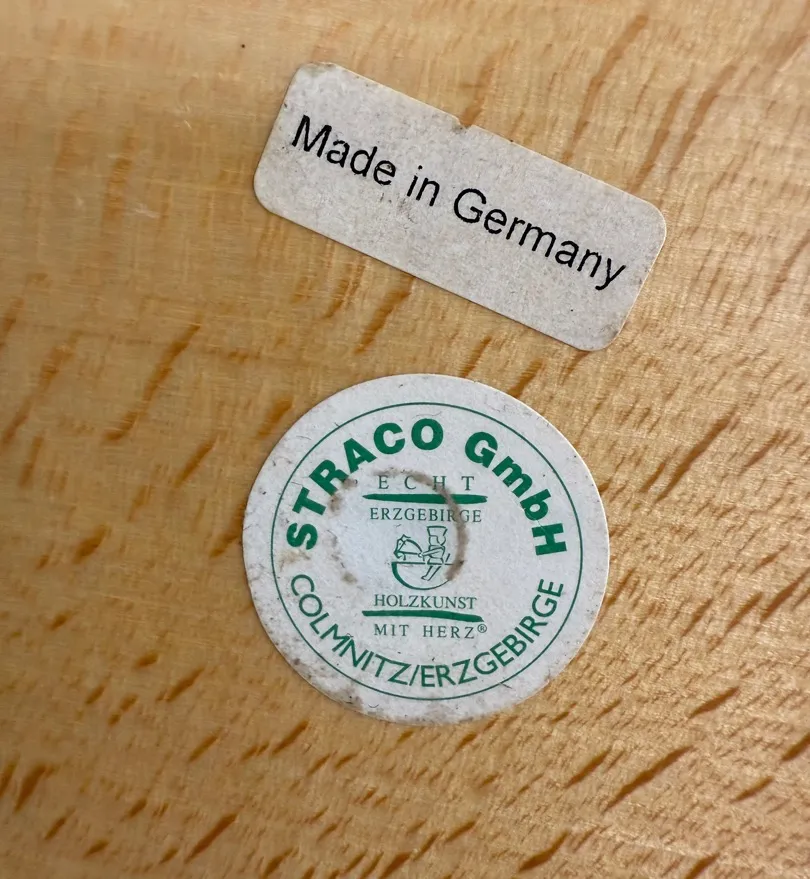 Made in Germany
STRACO GmbH
ECHT
ERZGEBIRGE
HOLZKUNST
MIT HERZ®
COLMNITZ/ERZGEBIRGE